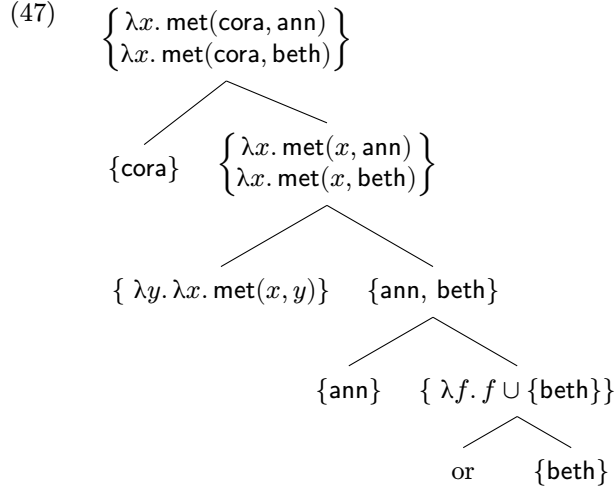 (47)
{ λx. met(cora, ann)
λx. met(cora, beth) }
{cora}
{ λx. met(x, ann)
λx. met(x, beth) }
{ λy. λx. met(x, y)} {ann, beth}
{ann} { λf. f ∪ {beth}}
or {beth}